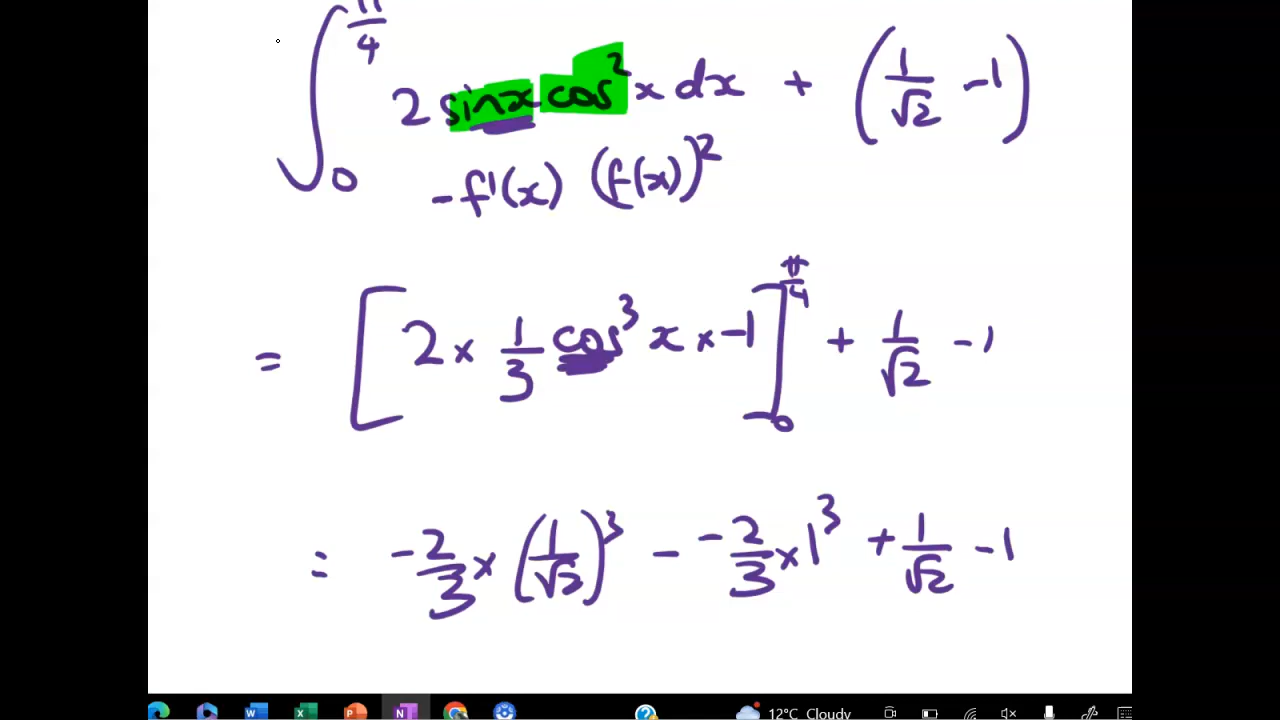 ∫₀^(π/4) 2 sinx cos² x dx + (1/√2 - 1)
-f'(x) (f(x))²
= [2 × 1/3 cos³ x × -1]₀^(π/4) + 1/√2 - 1
= -2/3 × (1/√2)³ - -2/3 × 1³ + 1/√2 - 1
12°C Cloudy